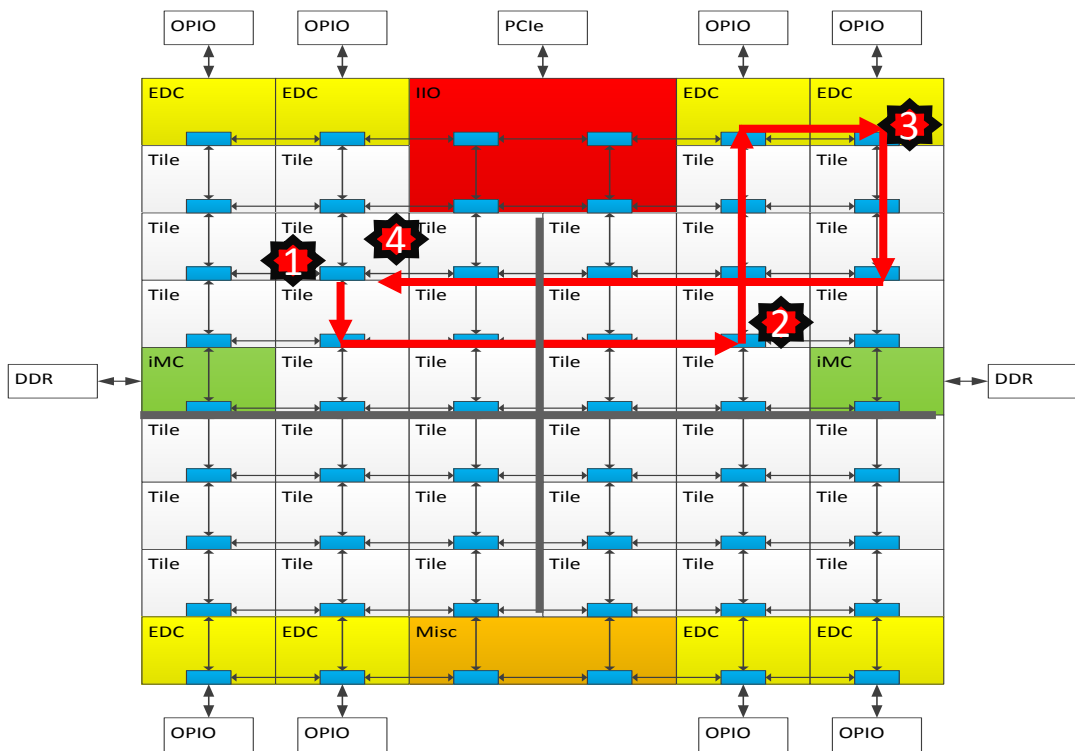 OPIO OPIO PCIe OPIO OPIO
EDC EDC IIO EDC EDC
3
Tile Tile Tile Tile
Tile Tile Tile Tile Tile Tile
1 4
Tile Tile Tile Tile Tile Tile
2
iMC Tile Tile Tile Tile iMC
DDR DDR
Tile Tile Tile Tile Tile Tile
Tile Tile Tile Tile Tile Tile
Tile Tile Tile Tile Tile Tile
EDC EDC Misc EDC EDC
OPIO OPIO OPIO OPIO